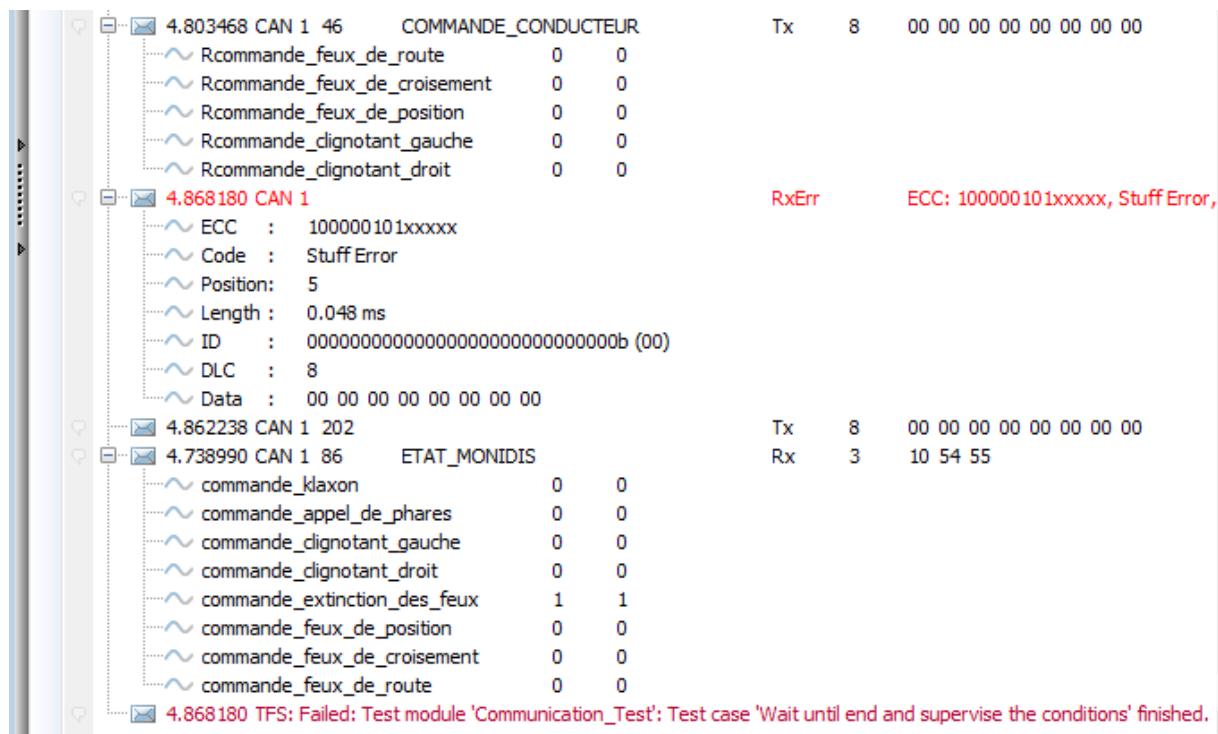 4.803468 CAN 1 46 COMMANDE_CONDUCTEUR Tx 8 00 00 00 00 00 00 00 00
Rcommande_feux_de_route 0 0
Rcommande_feux_de_croisement 0 0
Rcommande_feux_de_position 0 0
Rcommande_clignotant_gauche 0 0
Rcommande_clignotant_droit 0 0
4.868180 CAN 1 RxErr ECC: 100000101xxxxx, Stuff Error,
ECC : 100000101xxxxx
Code : Stuff Error
Position: 5
Length : 0.048 ms
ID : 00000000000000000000000000000b (00)
DLC : 8
Data : 00 00 00 00 00 00 00 00
4.862238 CAN 1 202 Tx 8 00 00 00 00 00 00 00 00
4.738990 CAN 1 86 ETAT_MONIDIS Rx 3 10 54 55
commande_klaxon 0 0
commande_appel_de_phares 0 0
commande_clignotant_gauche 0 0
commande_clignotant_droit 0 0
commande_extinction_des_feux 1 1
commande_feux_de_position 0 0
commande_feux_de_croisement 0 0
commande_feux_de_route 0 0
4.868180 TFS: Failed: Test module 'Communication_Test': Test case 'Wait until end and supervise the conditions' finished.